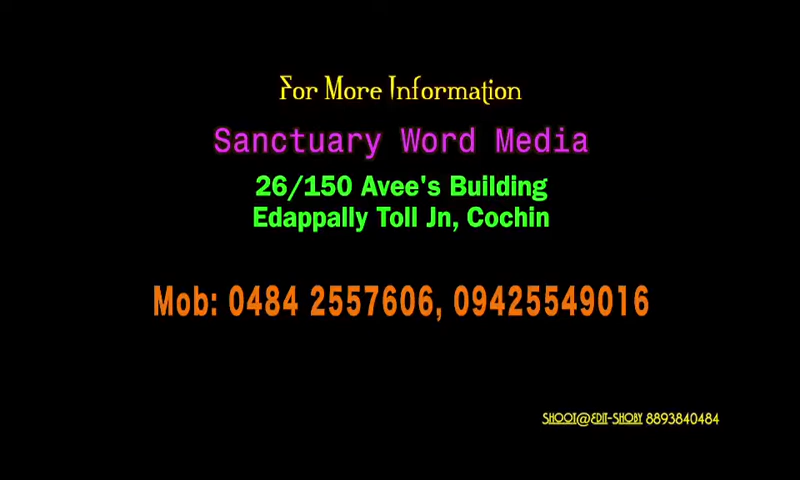 For More Information
Sanctuary Word Media
26/150 Avee's Building
Edappally Toll Jn, Cochin
Mob: 0484 2557606, 09425549016
SHOOT@EDIT-SHOBY 8893840484